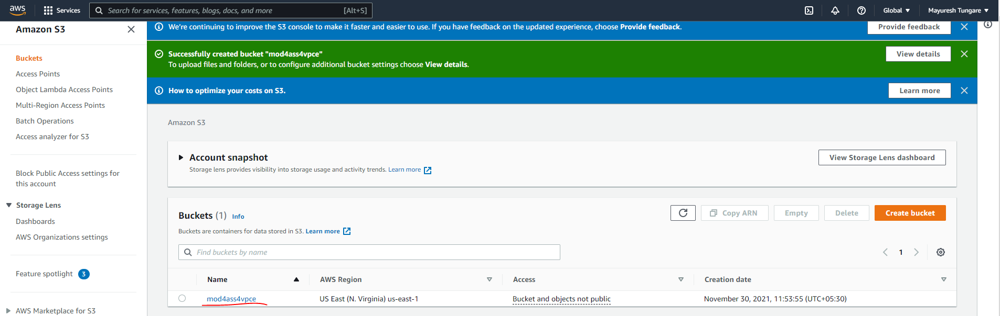 aws Services Search for services, features, blogs, docs, and more [Alt+S] Global Mayuresh Tungare
Amazon S3
Buckets
Access Points
Object Lambda Access Points
Multi-Region Access Points
Batch Operations
Access analyzer for S3
Block Public Access settings for
this account
Storage Lens
Dashboards
AWS Organizations settings
Feature spotlight 3
AWS Marketplace for S3
We're continuing to improve the S3 console to make it faster and easier to use. If you have feedback on the updated experience, choose Provide feedback. Provide feedback
Successfully created bucket "mod4ass4vpce"
To upload files and folders, or to configure additional bucket settings choose View details.
View details
How to optimize your costs on S3. Learn more
Amazon S3
Account snapshot
Storage lens provides visibility into storage usage and activity trends. Learn more
View Storage Lens dashboard
Buckets (1) Info
Copy ARN Empty Delete Create bucket
Buckets are containers for data stored in S3. Learn more
Find buckets by name
1
Name AWS Region Access Creation date
mod4ass4vpce US East (N. Virginia) us-east-1 Bucket and objects not public November 30, 2021, 11:53:55 (UTC+05:30)